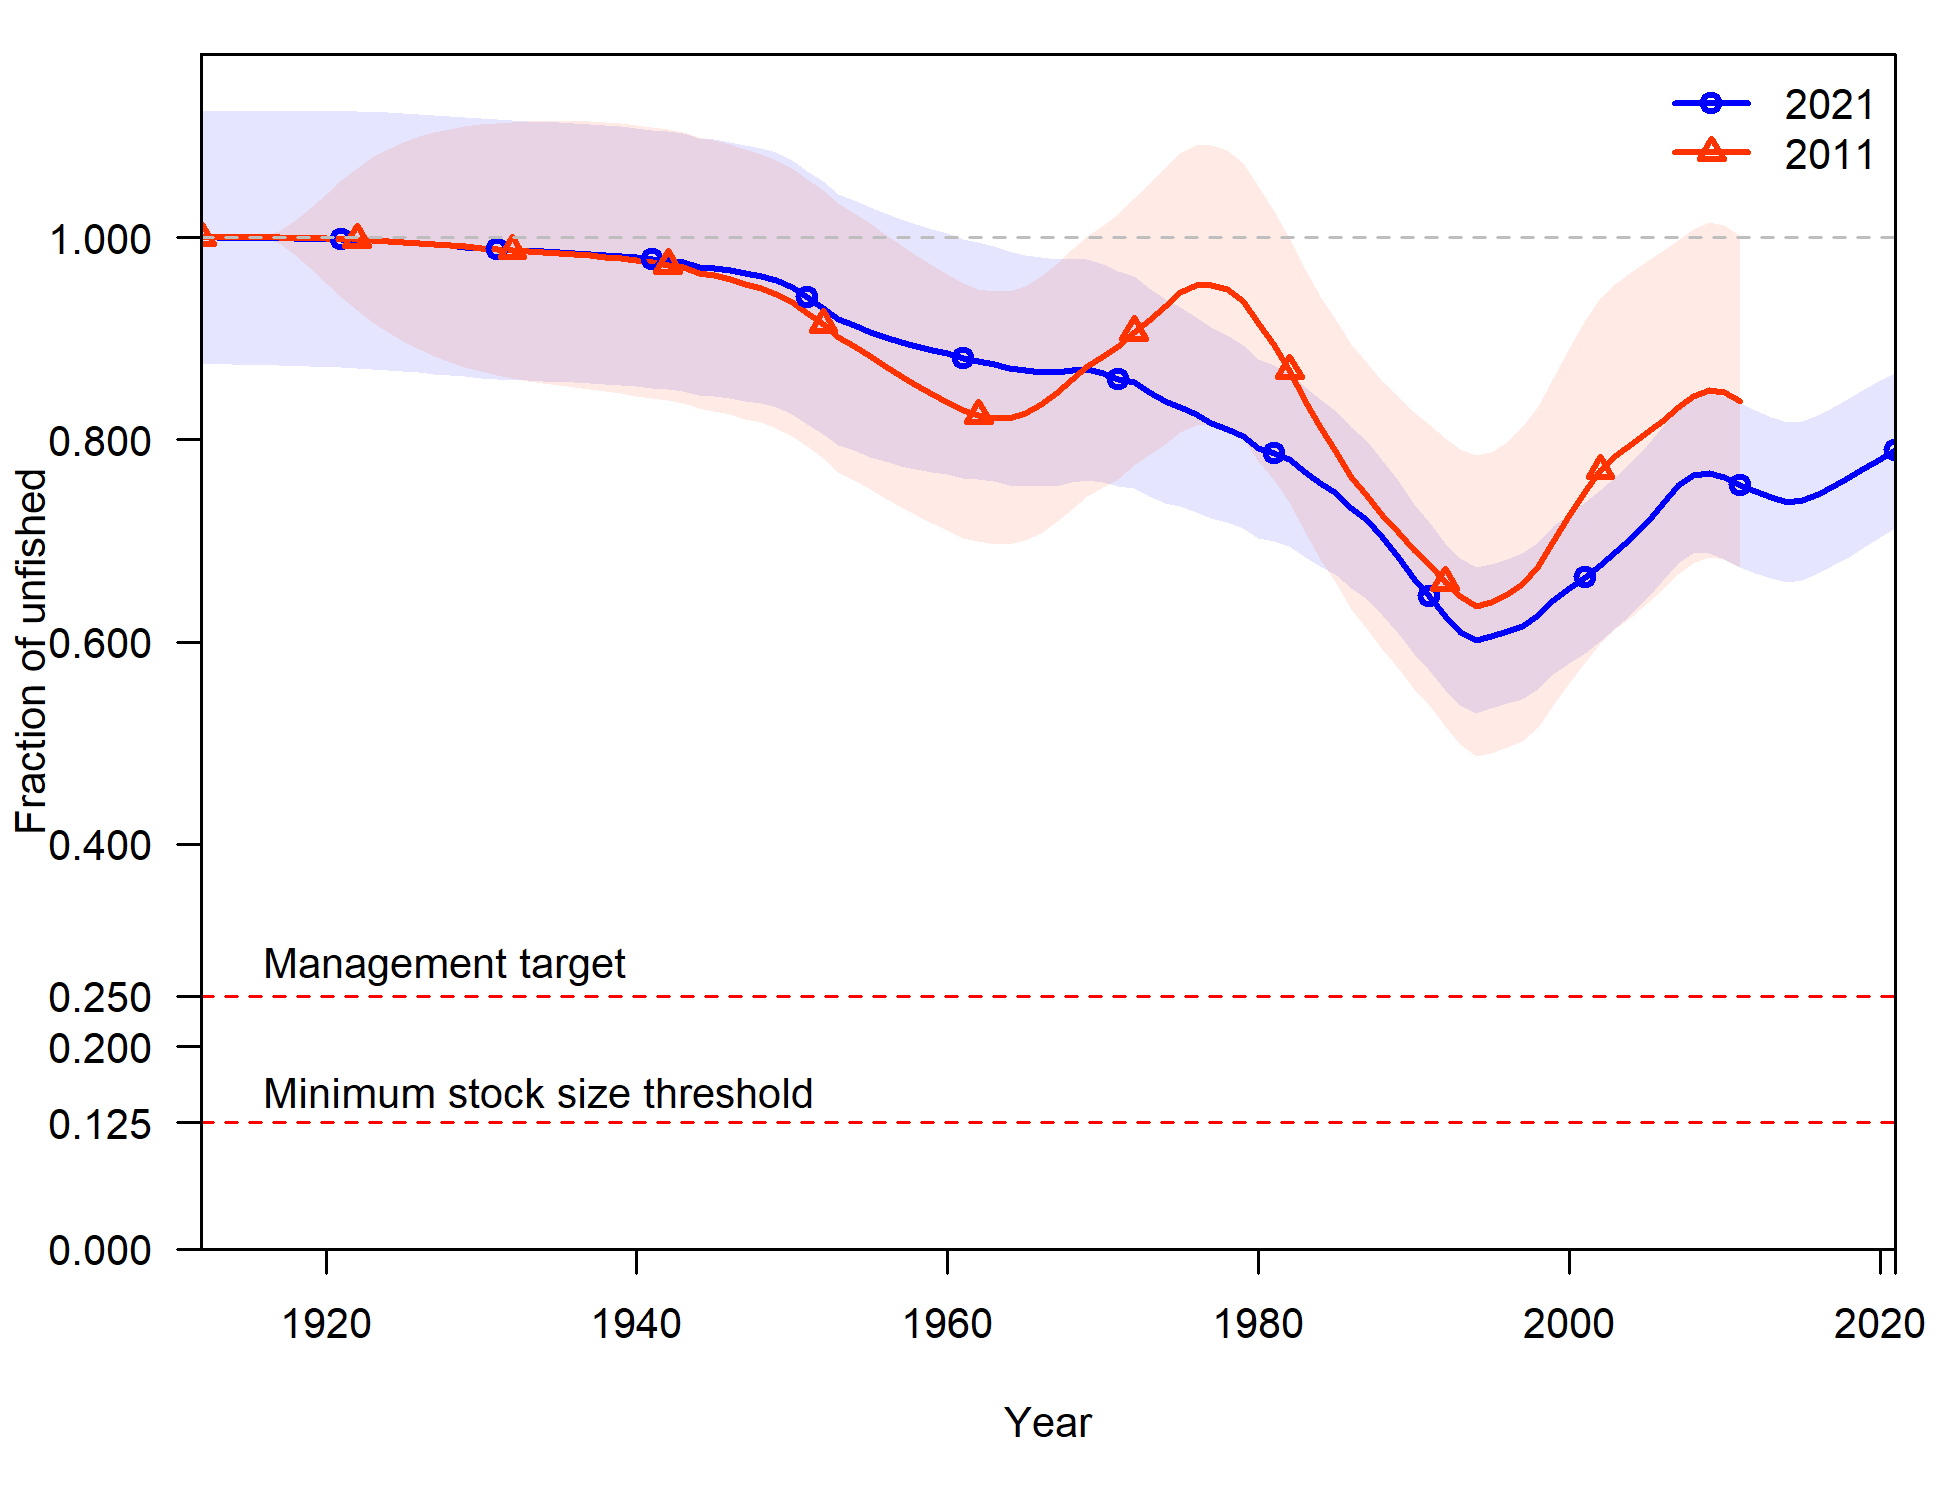 2021
2011
Fraction of unfished
1.000
0.800
0.600
0.400
0.250
0.200
0.125
0.000
Management target
Minimum stock size threshold
1920 1940 1960 1980 2000 2020
Year